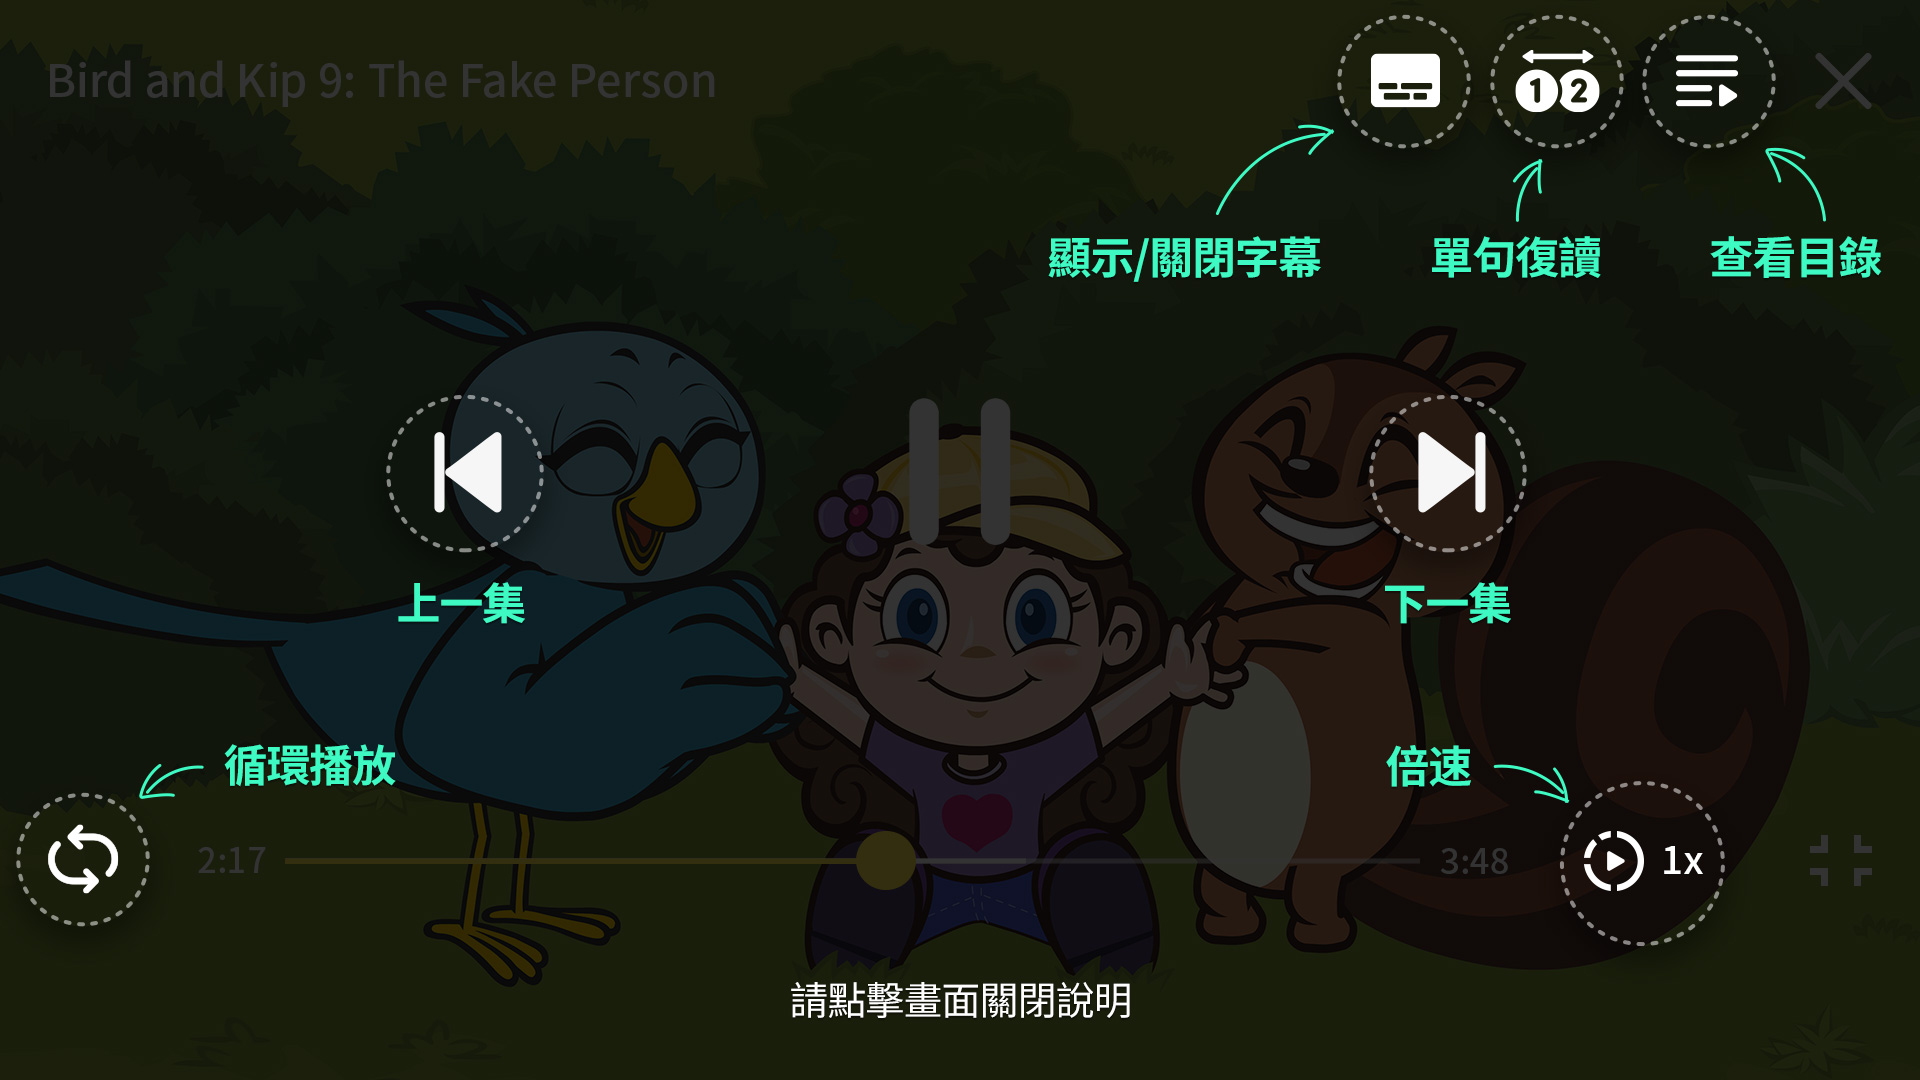 Bird and Kip 9: The Fake Person
1 2
顯示/關閉字幕
單句復讀
查看目錄
上一集
下一集
循環播放
倍速
2:17
3:48
1x
請點擊畫面關閉說明